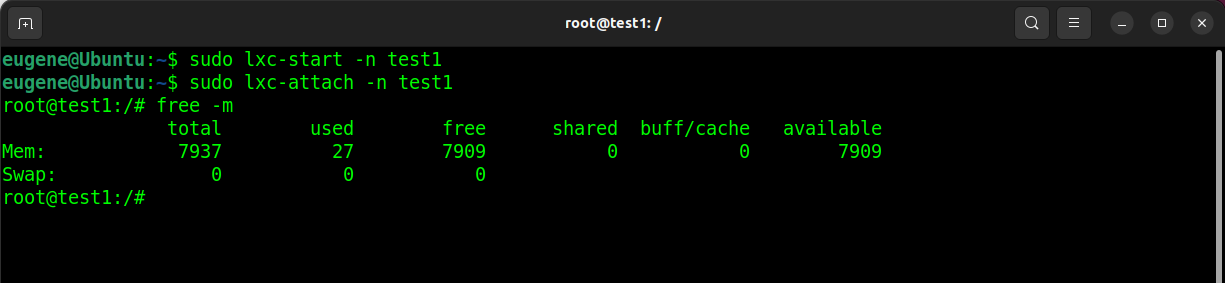 root@test1: /
eugene@Ubuntu:~$ sudo lxc-start -n test1
eugene@Ubuntu:~$ sudo lxc-attach -n test1
root@test1:/# free -m
               total        used        free      shared  buff/cache   available
Mem:            7937          27        7909           0           0        7909
Swap:              0           0           0
root@test1:/#